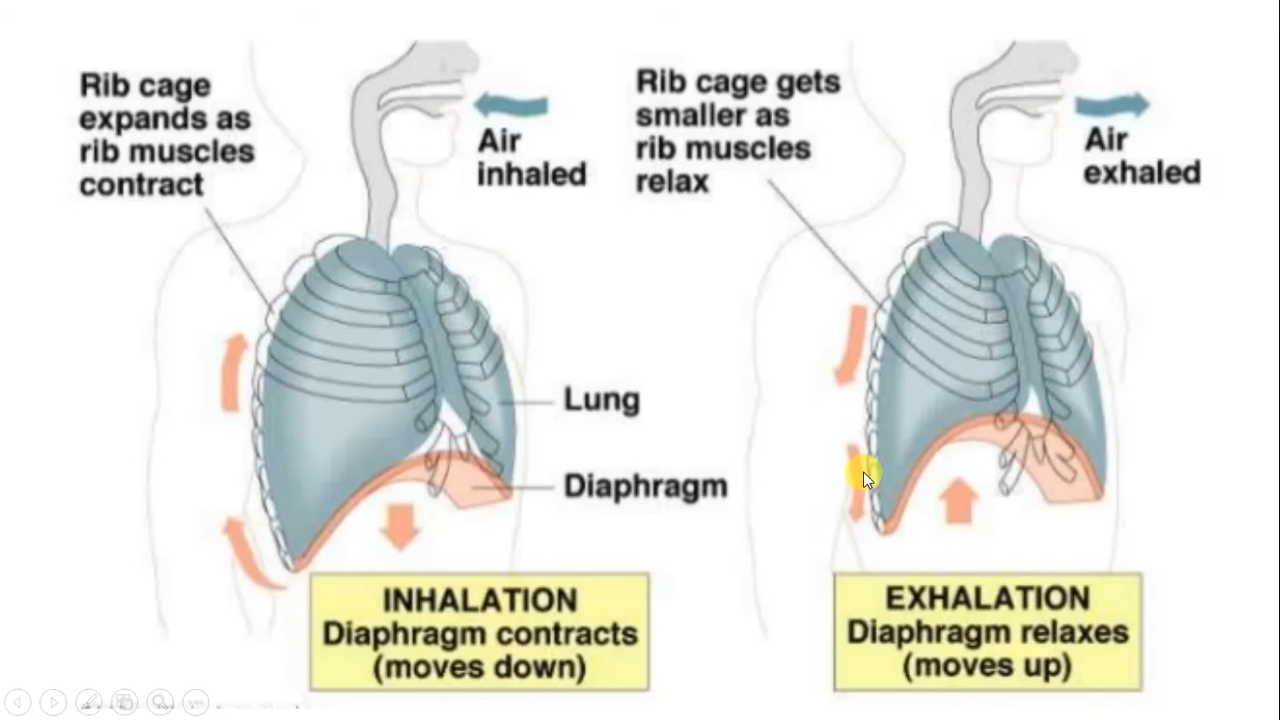 Rib cage
expands as
rib muscles
contract
Air
inhaled
Lung
Diaphragm
INHALATION
Diaphragm contracts
(moves down)
Rib cage gets
smaller as
rib muscles
relax
Air
exhaled
EXHALATION
Diaphragm relaxes
(moves up)